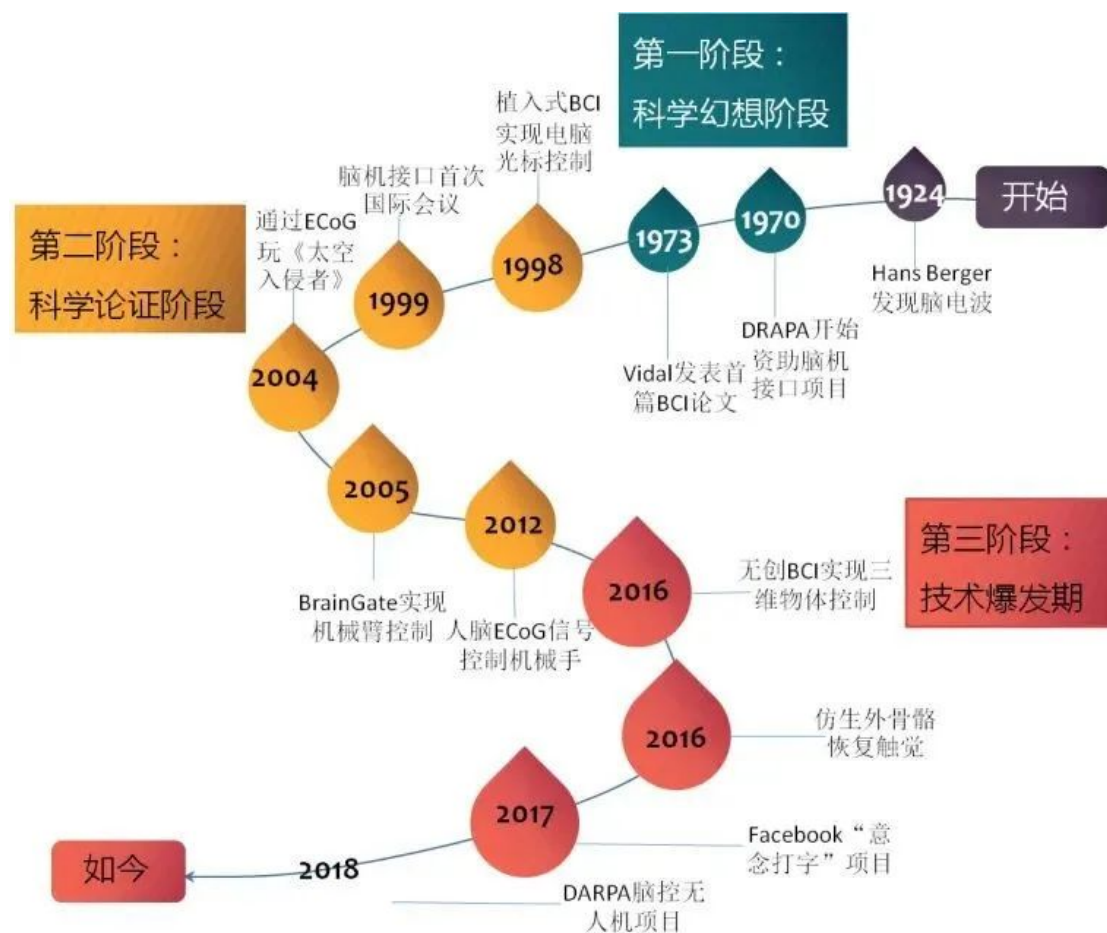 第一阶段：
科学幻想阶段
开始
1924
Hans Berger
发现脑电波
1970
DRAPA开始
资助脑机
接口项目
1973
Vidal发表首
篇BCI论文
第二阶段：
科学论证阶段
植入式BCI
实现电脑
光标控制
1998
脑机接口首次
国际会议
1999
通过ECoG
玩《太空
入侵者》
2004
2005
BrainGate实现
机械臂控制
2012
人脑ECoG信号
控制机械手
第三阶段：
技术爆发期
2016
无创BCI实现三
维物体控制
2016
仿生外骨骼
恢复触觉
2017
Facebook“意
念打字”项目
2018
DARPA脑控无
人机项目
如今